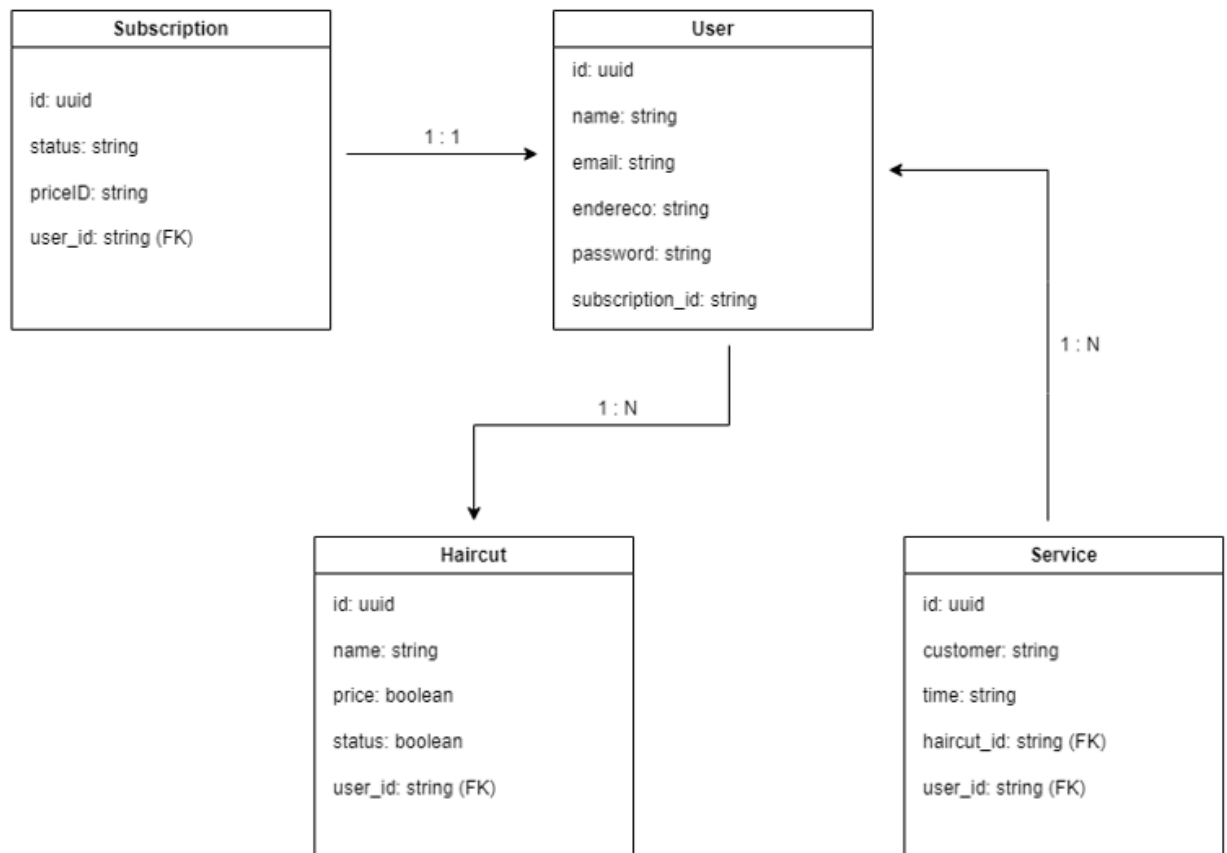 Subscription
id: uuid
status: string
priceID: string
user_id: string (FK)
1 : 1
User
id: uuid
name: string
email: string
endereco: string
password: string
subscription_id: string
1 : N
1 : N
Haircut
id: uuid
name: string
price: boolean
status: boolean
user_id: string (FK)
Service
id: uuid
customer: string
time: string
haircut_id: string (FK)
user_id: string (FK)